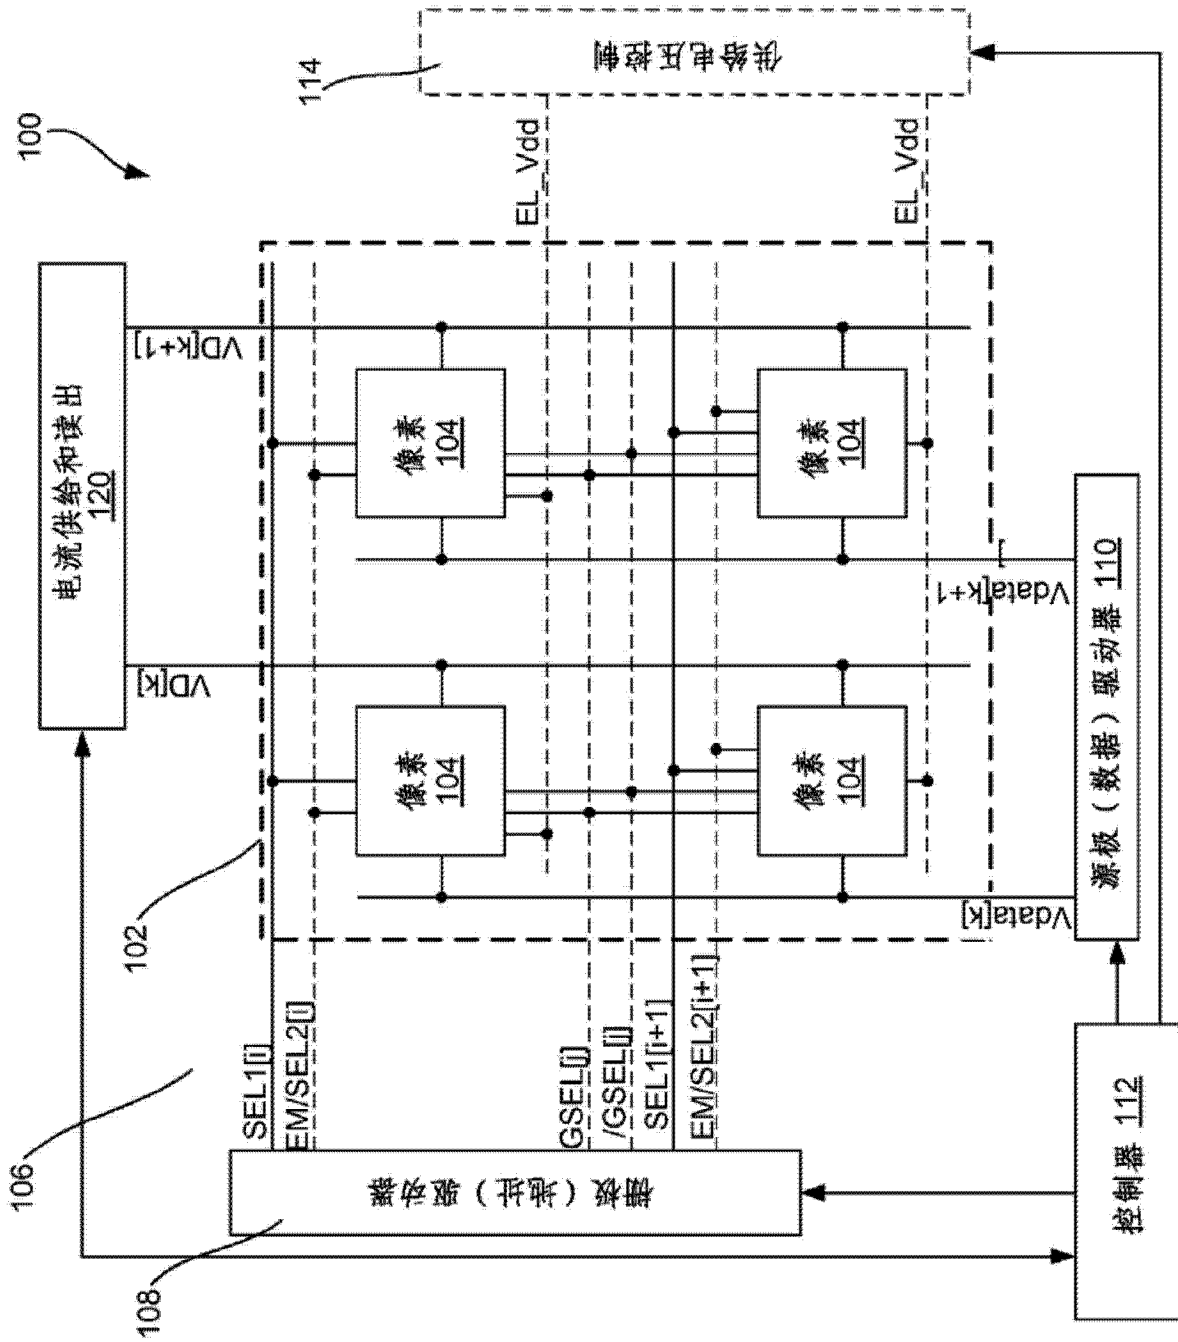 100
电流供给和读出
120
VD[k]
VD[k+1]
102
106
SEL1[i]
EM/SEL2[i]
GSEL[j]
/GSEL[j]
SEL1[i+1]
EM/SEL2[i+1]
像素
104
像素
104
像素
104
像素
104
EL_Vdd
EL_Vdd
114
供给电压控制
栅极（地址）驱动器
108
Vdata[k]
Vdata[k+1
]
源极（数据）驱动器 110
控制器 112